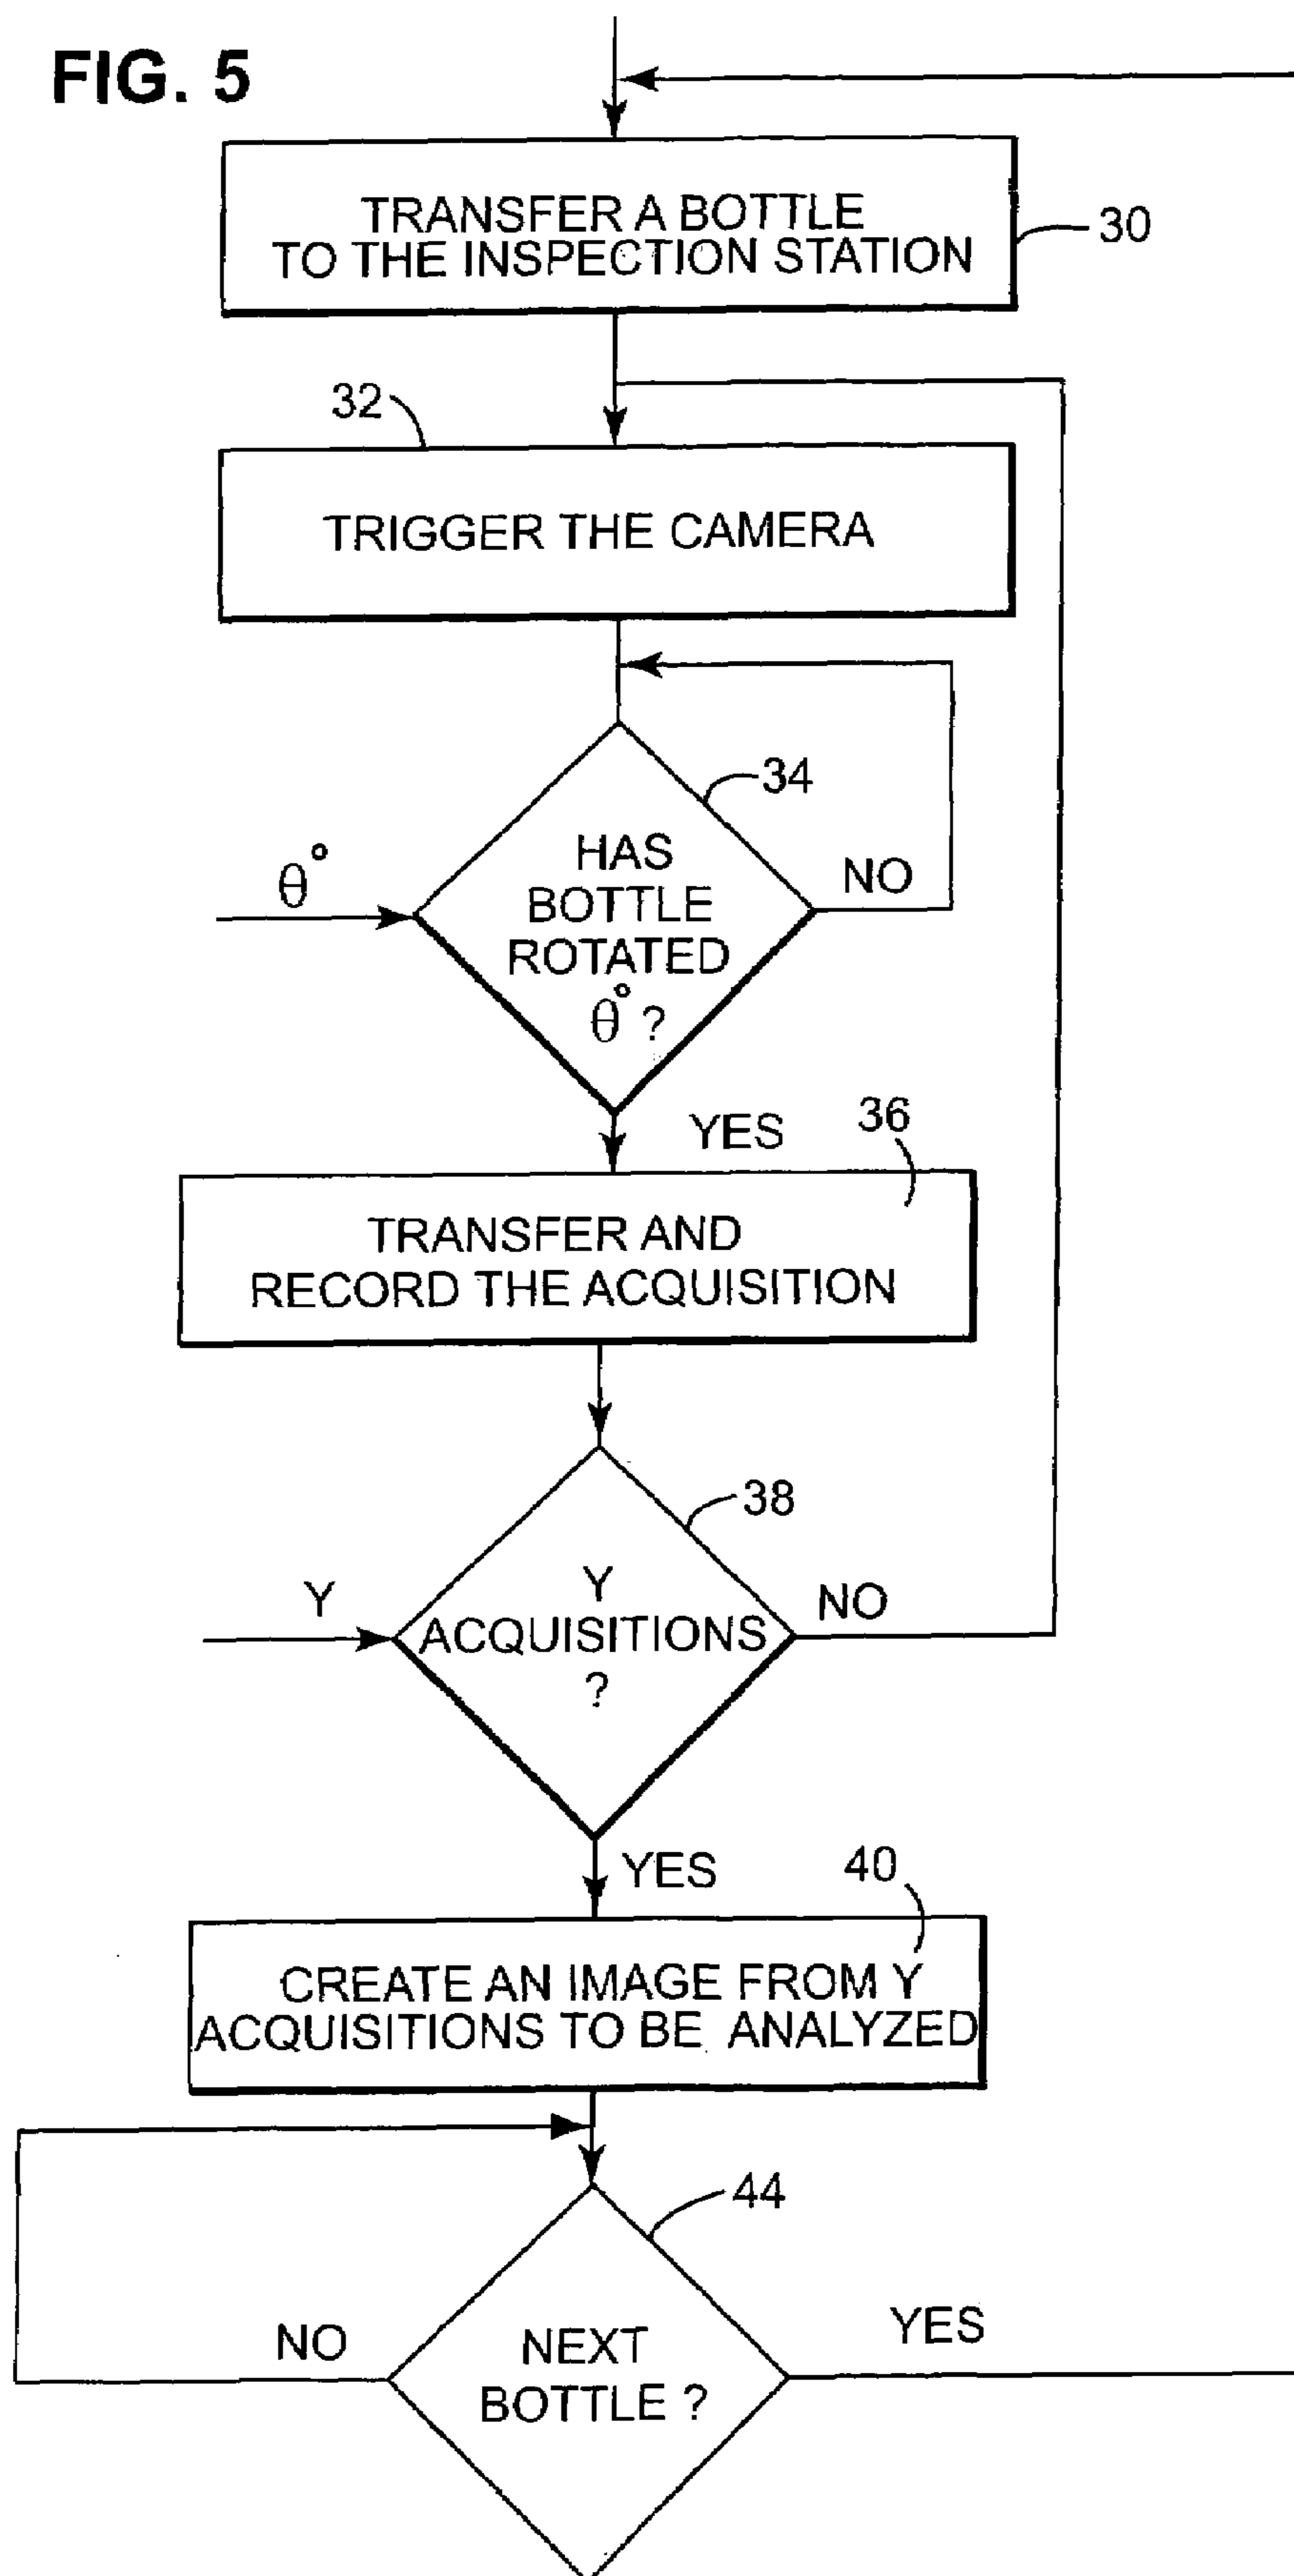 FIG. 5
TRANSFER A BOTTLE
TO THE INSPECTION STATION
30
32
TRIGGER THE CAMERA
34
HAS
BOTTLE
ROTATED
θ° ?
θ°
NO
YES
36
TRANSFER AND
RECORD THE ACQUISITION
38
Y
Y
ACQUISITIONS
?
NO
YES
40
CREATE AN IMAGE FROM Y
ACQUISITIONS TO BE ANALYZED
44
NO
NEXT
BOTTLE ?
YES